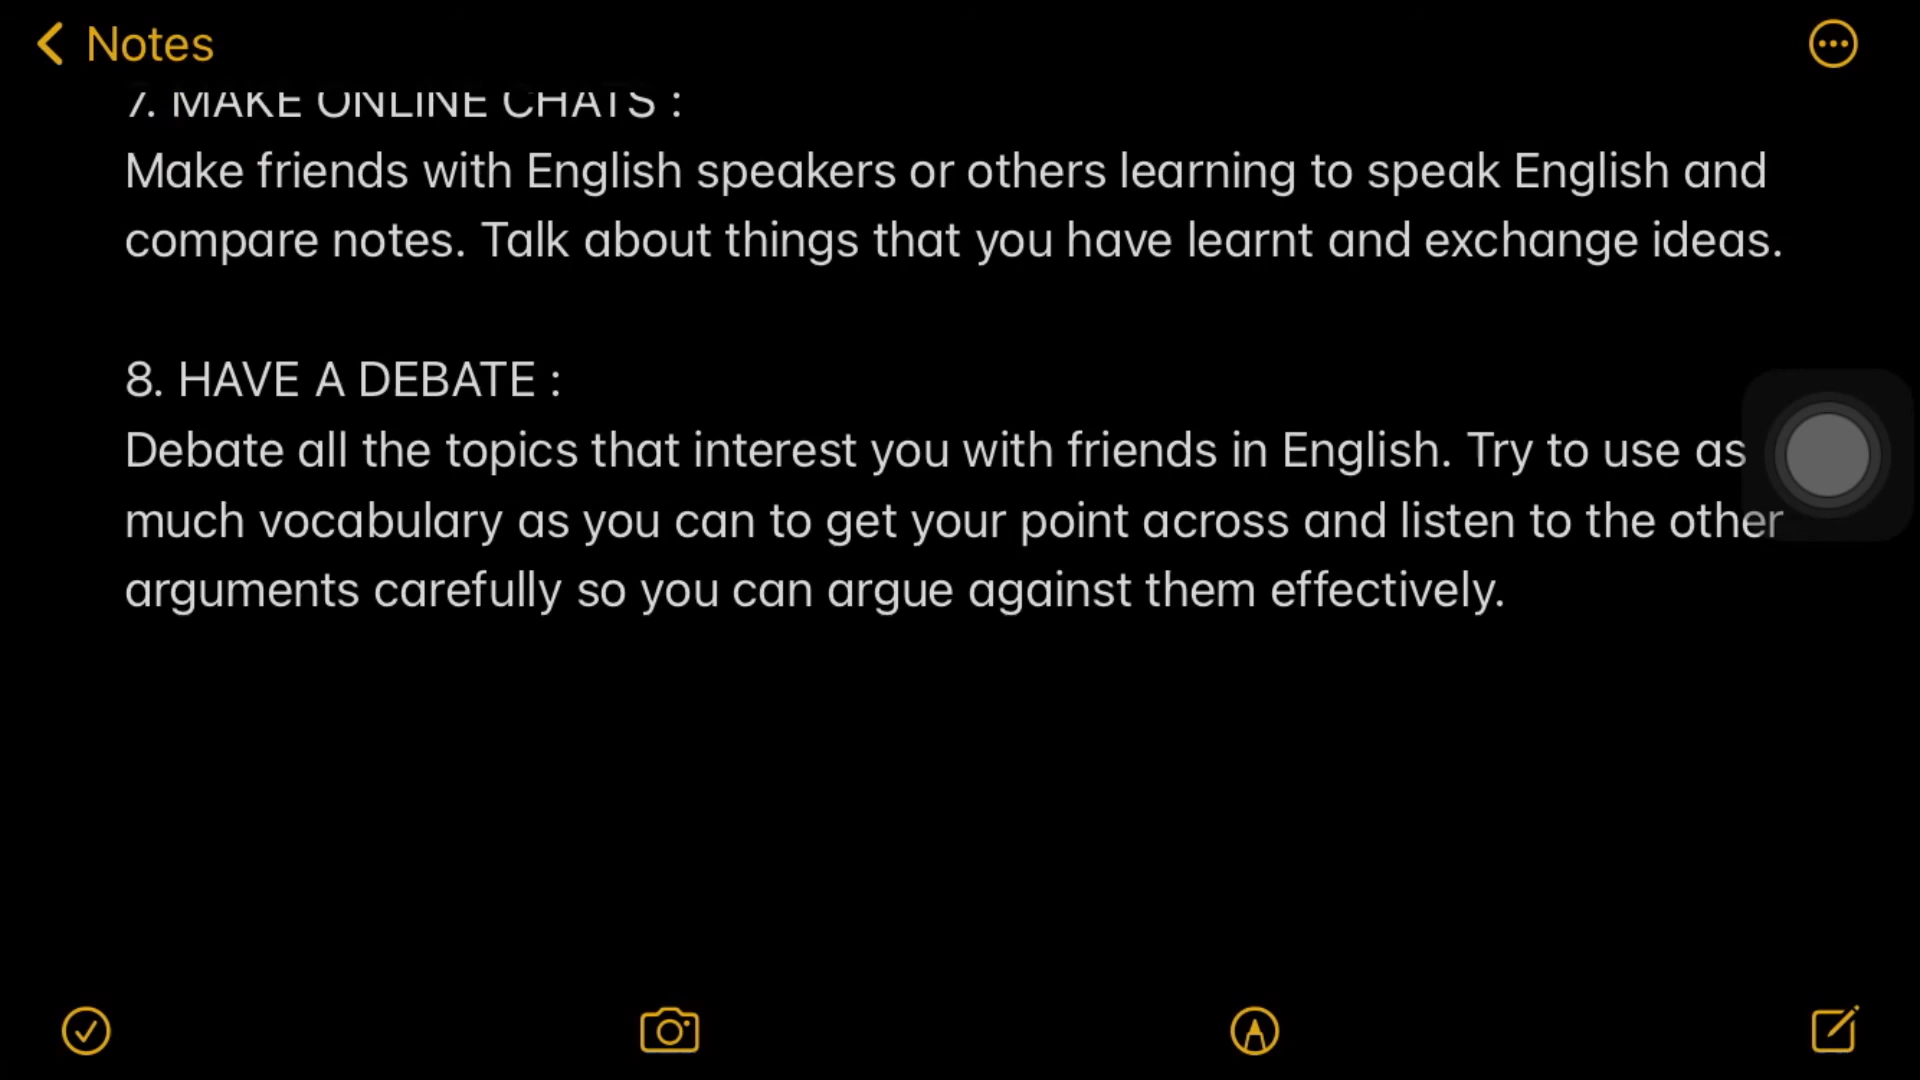 Notes
7. MAKE ONLINE CHATS :
Make friends with English speakers or others learning to speak English and
compare notes. Talk about things that you have learnt and exchange ideas.
8. HAVE A DEBATE :
Debate all the topics that interest you with friends in English. Try to use as
much vocabulary as you can to get your point across and listen to the other
arguments carefully so you can argue against them effectively.